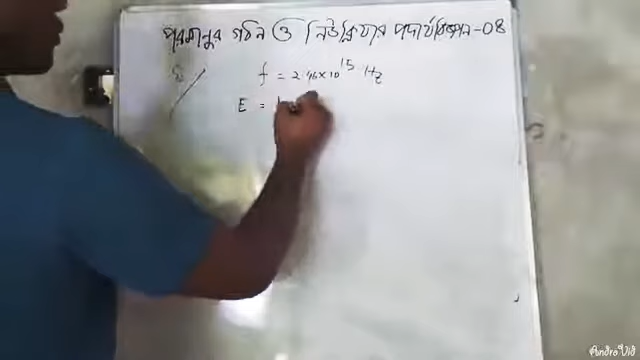 পরমানুর গঠন ও নিউক্লিয়ার পদার্থবিজ্ঞান-08
f = 2.46×10¹⁵ Hz
E =
AndroVid